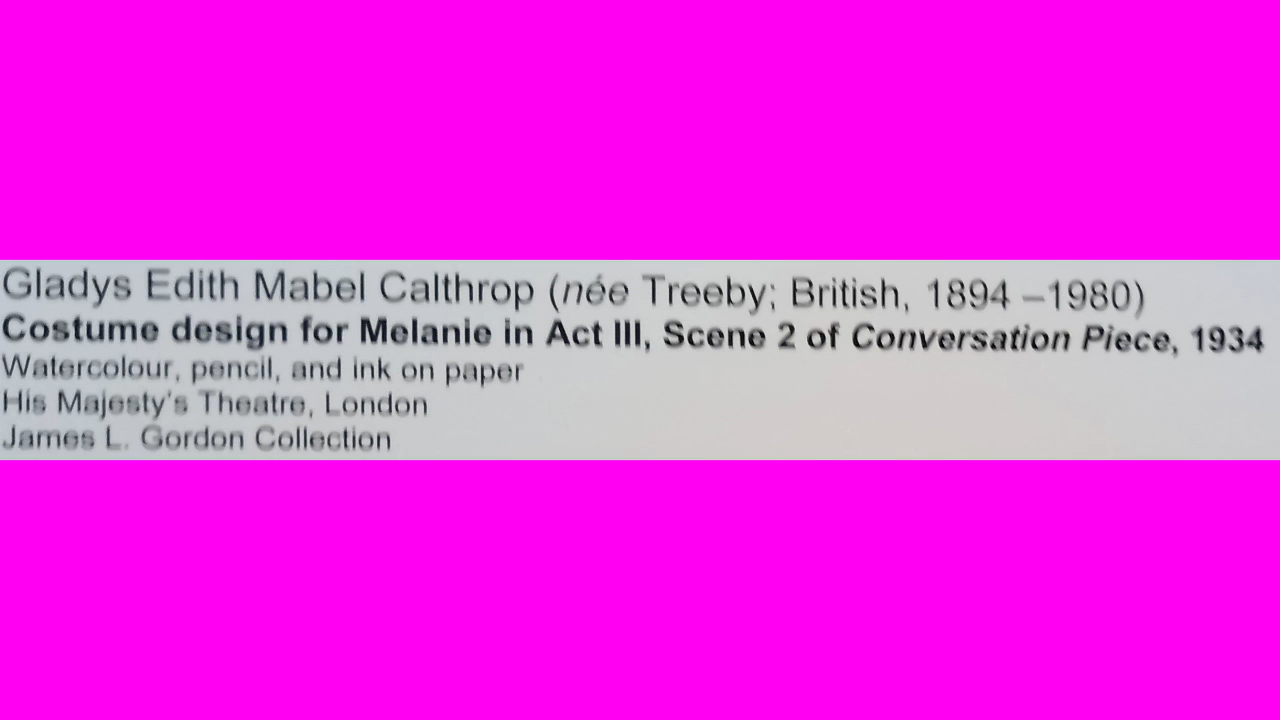 Gladys Edith Mabel Calthrop (née Treeby; British, 1894 –1980)
Costume design for Melanie in Act III, Scene 2 of Conversation Piece, 1934
Watercolour, pencil, and ink on paper
His Majesty's Theatre, London
James L. Gordon Collection